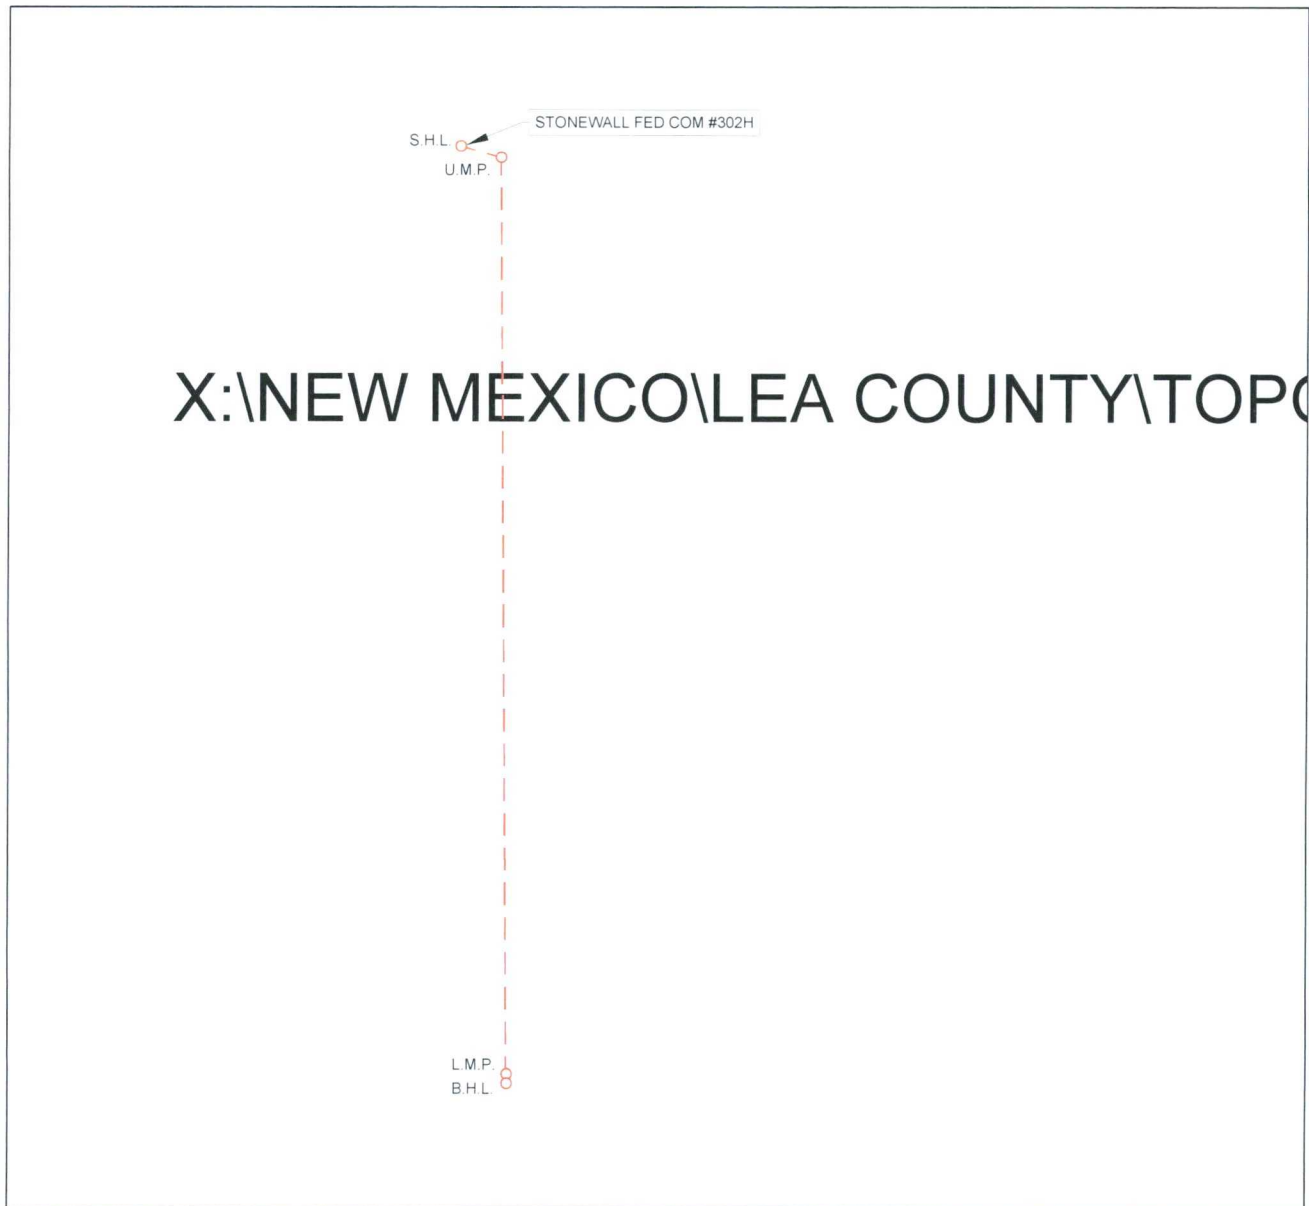 STONEWALL FED COM #302H
S.H.L.
U.M.P.
X:\NEW MEXICO\LEA COUNTY\TOPO
L.M.P.
B.H.L.